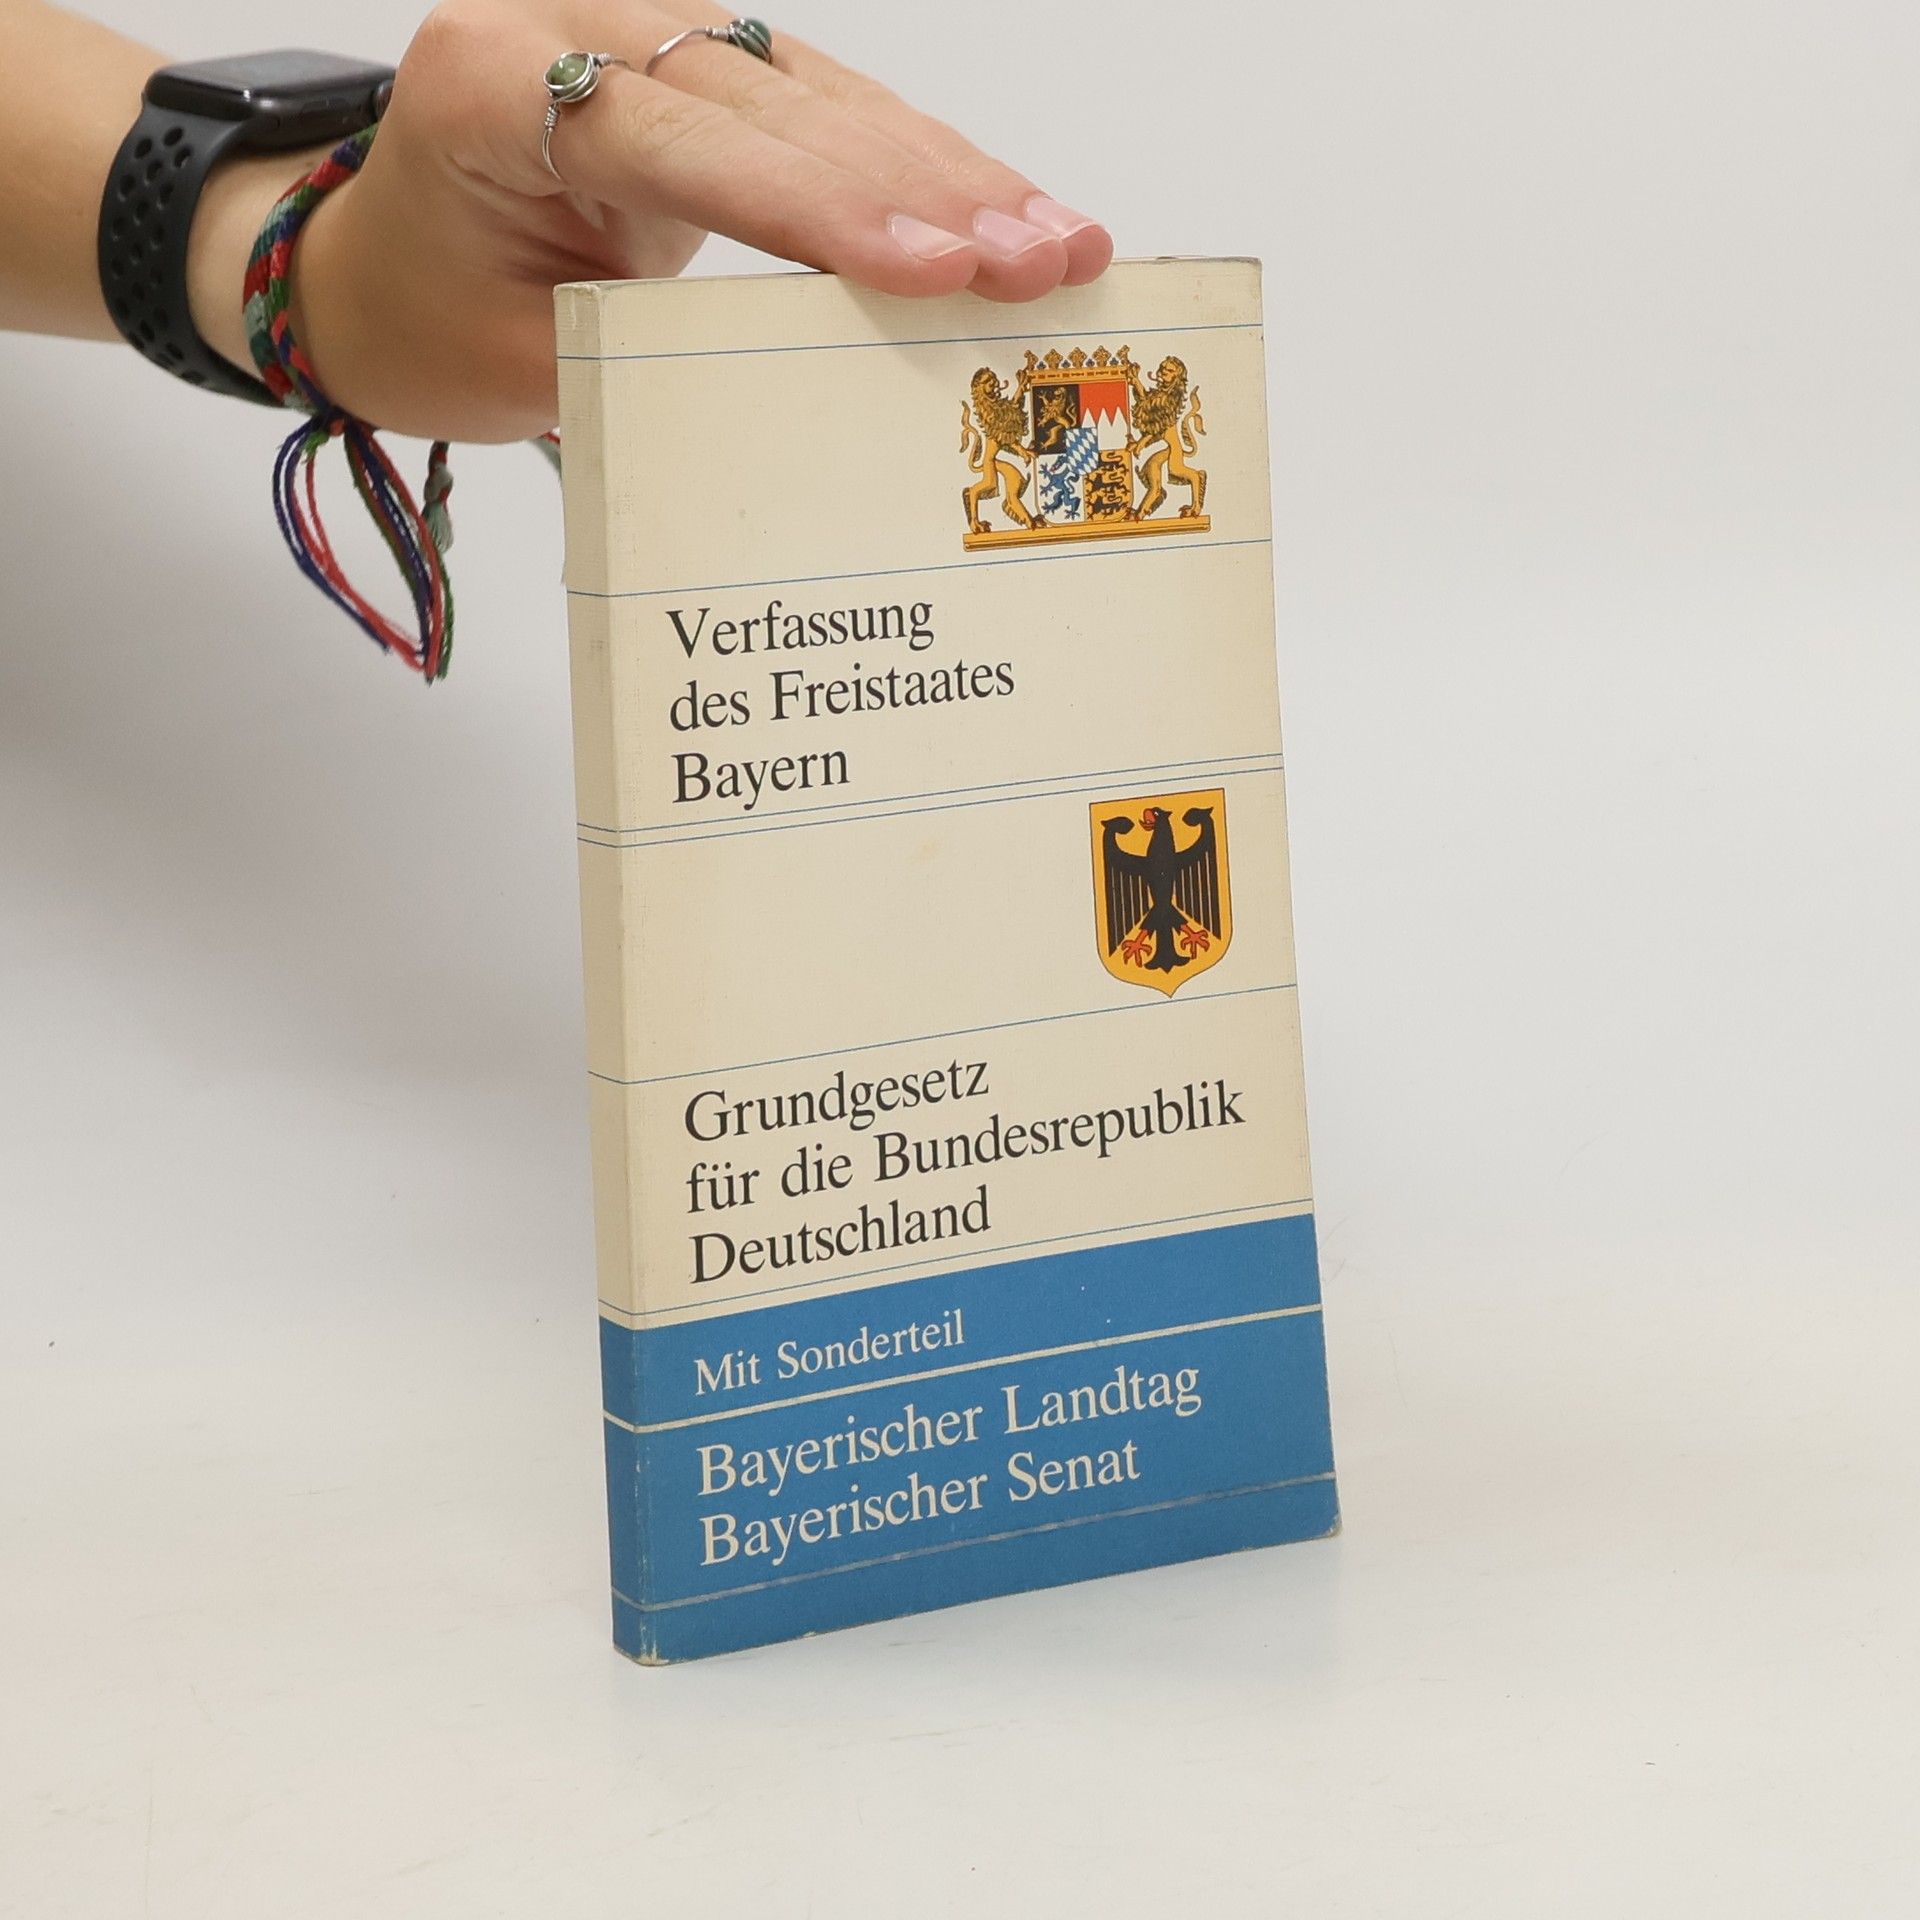 Verfassung
des Freistaates
Bayern
Grundgesetz
für die Bundesrepublik
Deutschland
Mit Sonderteil
Bayerischer Landtag
Bayerischer Senat